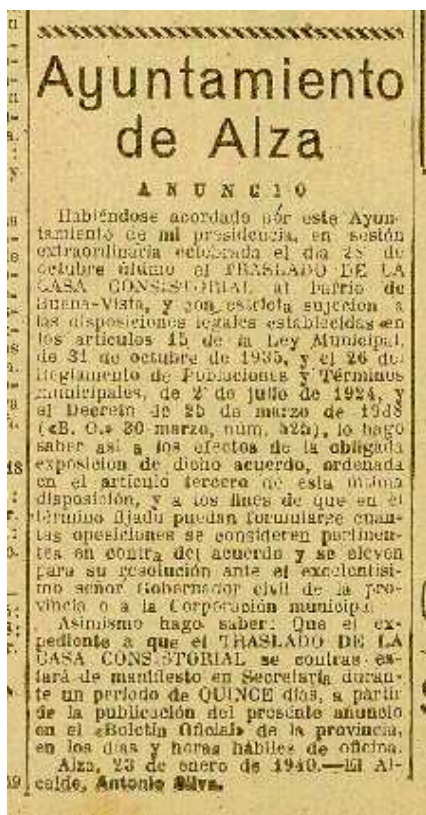 Ayuntamiento
de Alza
ANUNCIO
Habiéndose acordado por este Ayun-
tamiento de mi presidencia, en sesión
extraordinaria celebrada el día 28 de
octubre último el TRASLADO DE LA
CASA CONSISTORIAL al barrio de
Buena-Vista, y con estricta sujeción a
las disposiciones legales establecidas en
los artículos 15 de la Ley Municipal,
de 31 de octubre de 1935, y el 26 del
Reglamento de Poblaciones y Términos
municipales, de 2 de julio de 1924, y
el Decreto de 25 de marzo de 1938
(«B. O.» 30 marzo, núm. 525), lo hago
saber así a los efectos de la obligada
exposición de dicho acuerdo, ordenada
en el artículo tercero de esta última
disposición, y a los fines de que en el
término fijado puedan formularse cuan-
tas oposiciones se consideren pertinen-
tes en contra del acuerdo y se eleven
para su resolución ante el excelentísi-
mo señor Gobernador civil de la pro-
vincia o a la Corporación municipal.
Asimismo hago saber: Que el ex-
pediente a que el TRASLADO DE LA
CASA CONSISTORIAL se contrae es-
tará de manifiesto en Secretaría duran-
te un período de QUINCE días, a partir
de la publicación del presente anuncio
en el «Boletín Oficial» de la provincia,
en los días y horas hábiles de oficina.
Alza, 23 de enero de 1940.—El Al-
calde, Antonio Silva.